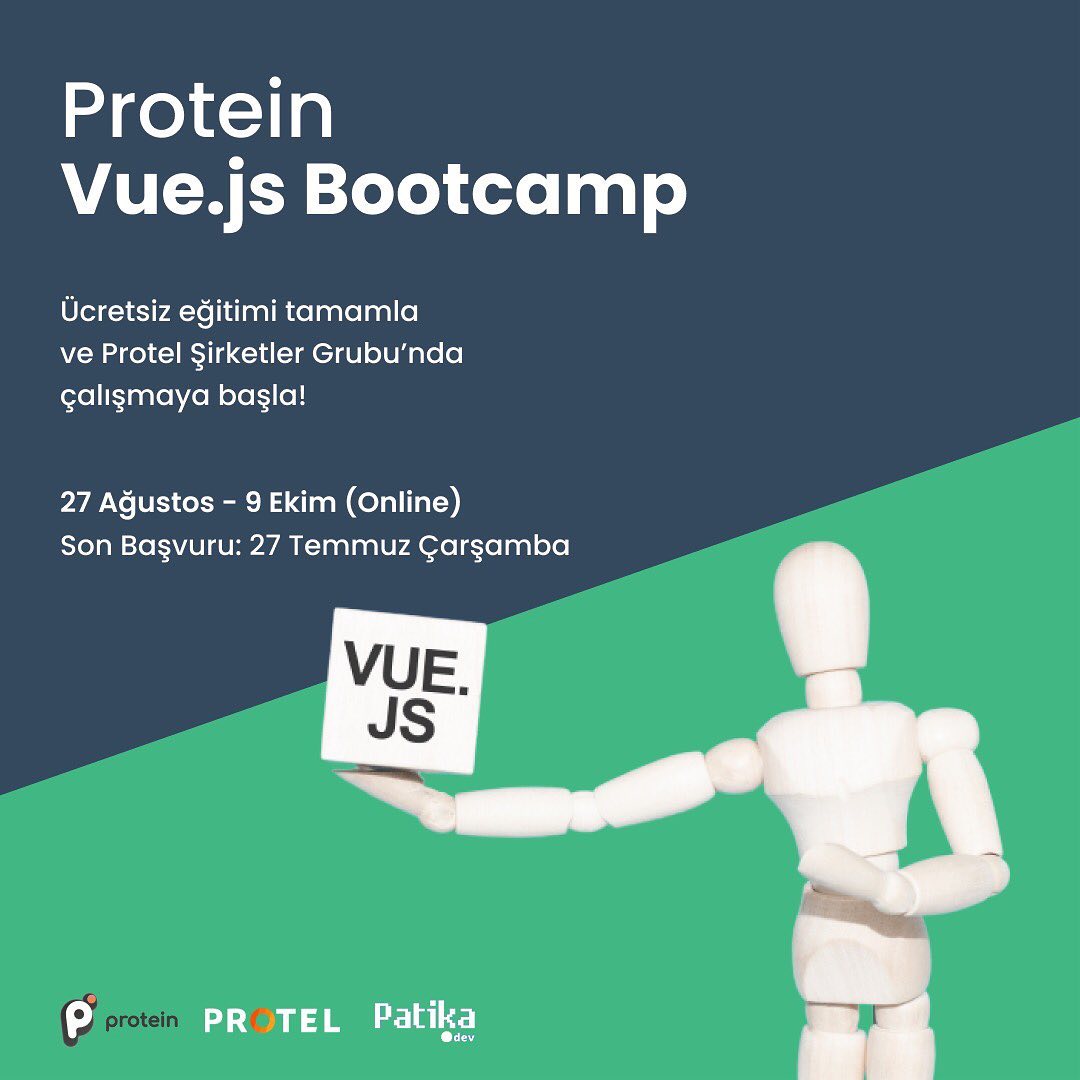 Protein
Vue.js Bootcamp
Ücretsiz eğitimi tamamla
ve Protel Şirketler Grubu’nda
çalışmaya başla!
27 Ağustos - 9 Ekim (Online)
Son Başvuru: 27 Temmuz Çarşamba
VUE.
JS
protein
PROTEL
Patika
.dev